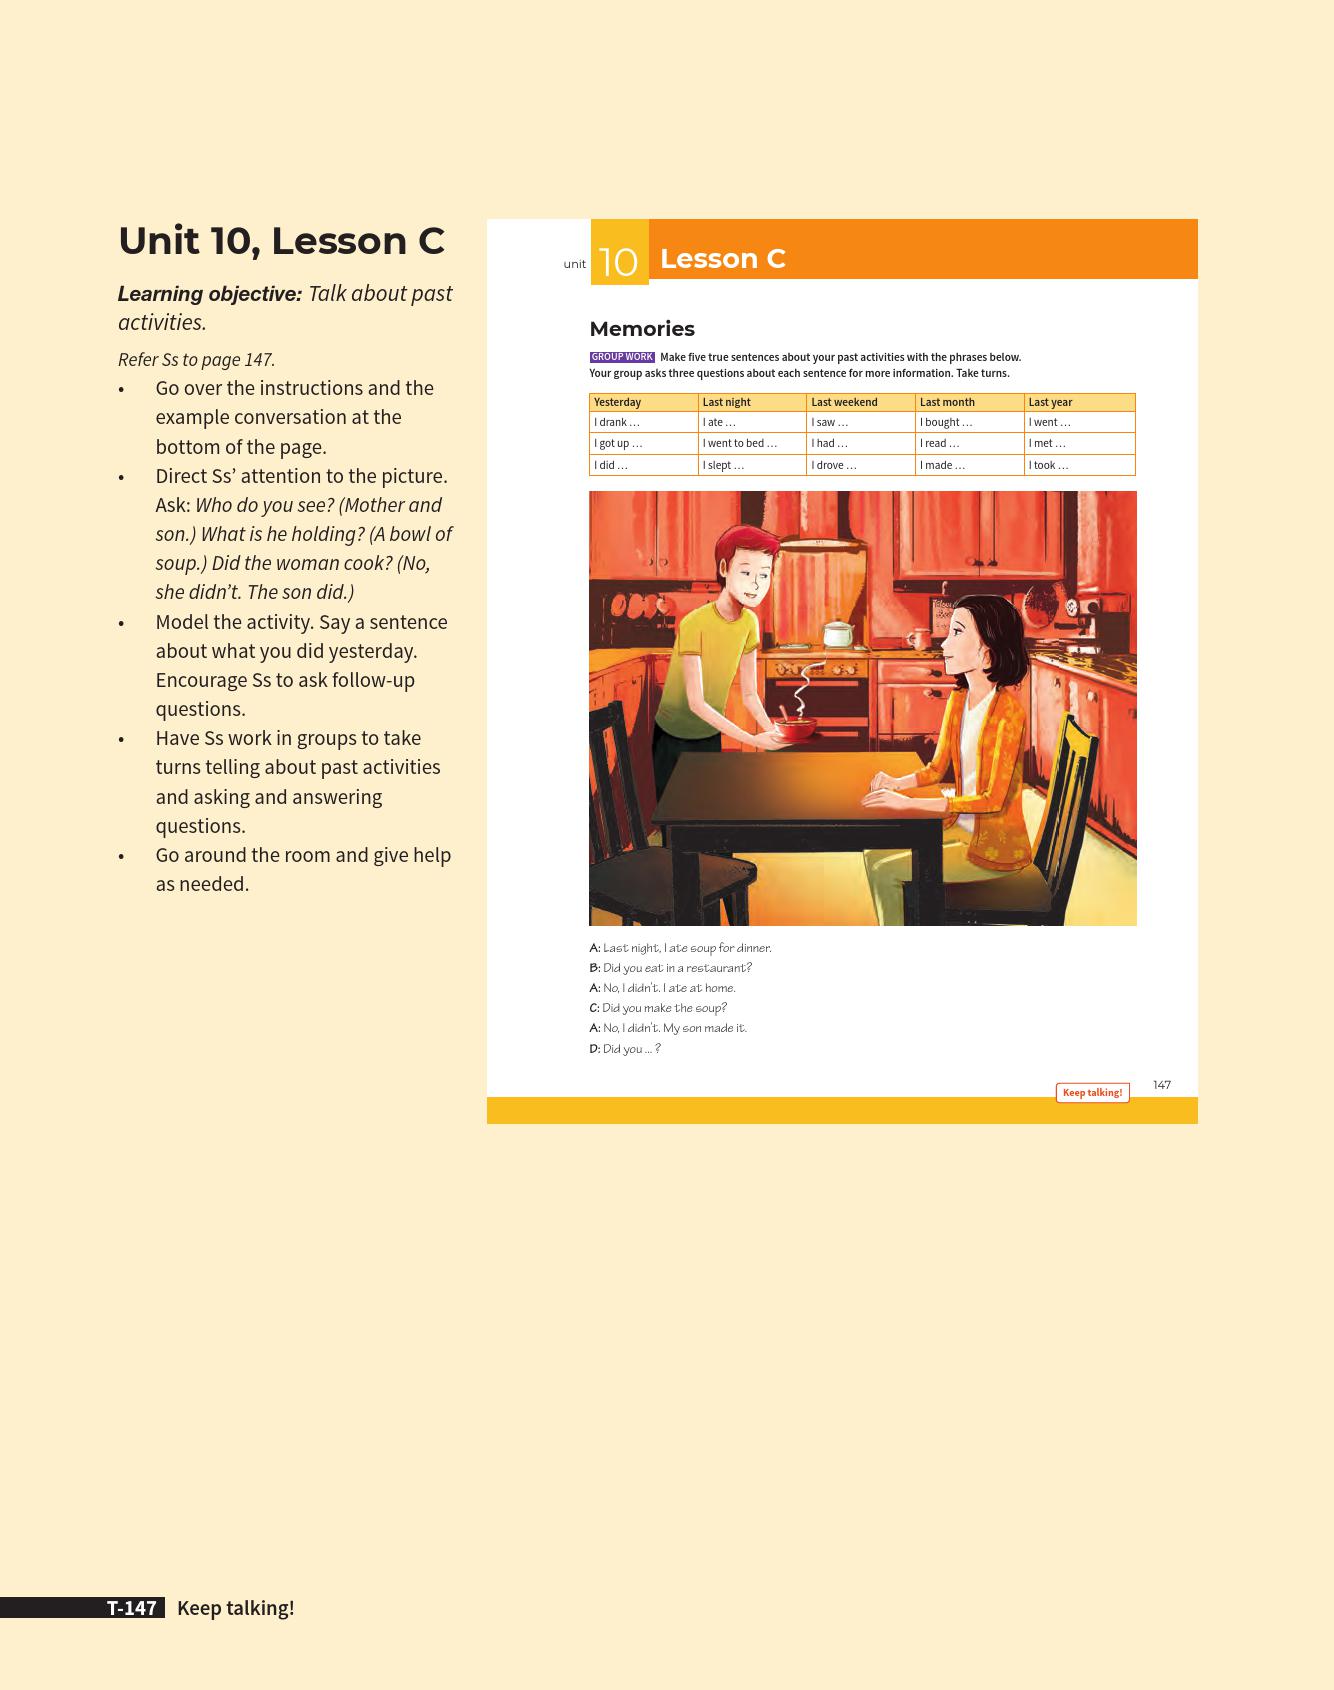 Unit 10, Lesson C
Learning objective: Talk about past
activities.
Refer Ss to page 147.
• Go over the instructions and the
example conversation at the
bottom of the page.
• Direct Ss’ attention to the picture.
Ask: Who do you see? (Mother and
son.) What is he holding? (A bowl of
soup.) Did the woman cook? (No,
she didn’t. The son did.)
• Model the activity. Say a sentence
about what you did yesterday.
Encourage Ss to ask follow-up
questions.
• Have Ss work in groups to take
turns telling about past activities
and asking and answering
questions.
• Go around the room and give help
as needed.
unit 10 Lesson C
Memories
GROUP WORK Make five true sentences about your past activities with the phrases below.
Your group asks three questions about each sentence for more information. Take turns.
Yesterday Last night Last weekend Last month Last year
I drank … I ate … I saw … I bought … I went …
I got up … I went to bed … I had … I read … I met …
I did … I slept … I drove … I made … I took …
A: Last night, I ate soup for dinner.
B: Did you eat in a restaurant?
A: No, I didn’t. I ate at home.
C: Did you make the soup?
A: No, I didn’t. My son made it.
D: Did you ... ?
Keep talking! 147
T-147 Keep talking!